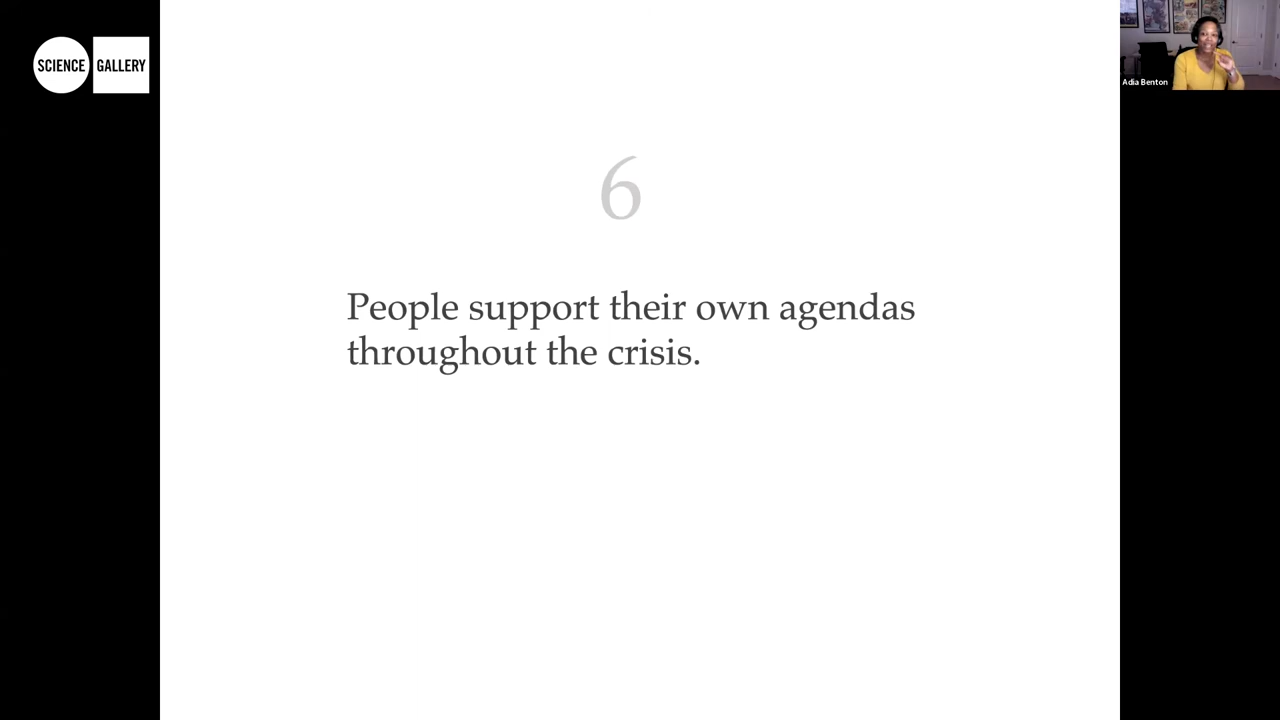 SCIENCE GALLERY
Adia Benton
6
People support their own agendas
throughout the crisis.